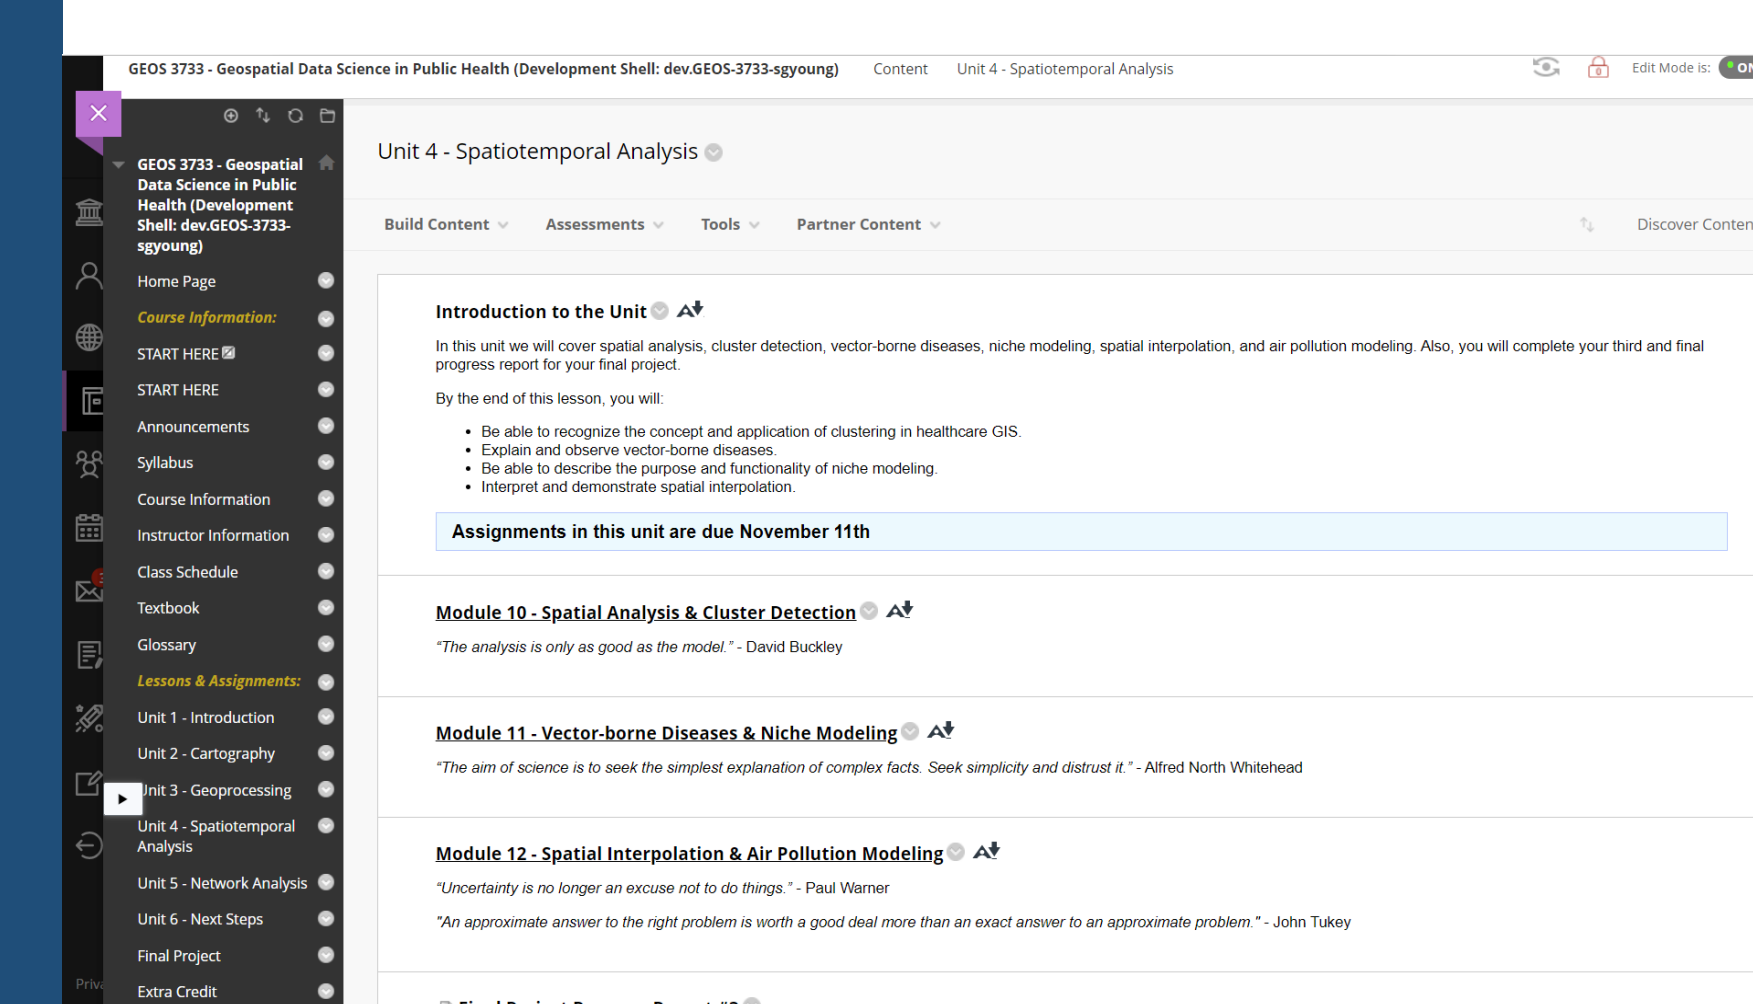 GEOS 3733 - Geospatial Data Science in Public Health (Development Shell: dev.GEOS-3733-sgyoung) Content Unit 4 - Spatiotemporal Analysis
Edit Mode is:
GEOS 3733 - Geospatial
Data Science in Public
Health (Development
Shell: dev.GEOS-3733-
sgyoung)
Home Page
Course Information:
START HERE
START HERE
Announcements
Syllabus
Course Information
Instructor Information
Class Schedule
Textbook
Glossary
Lessons & Assignments:
Unit 1 - Introduction
Unit 2 - Cartography
nit 3 - Geoprocessing
Unit 4 - Spatiotemporal
Analysis
Unit 5 - Network Analysis
Unit 6 - Next Steps
Final Project
Extra Credit
Priva
Unit 4 - Spatiotemporal Analysis
Build Content Assessments Tools Partner Content Discover Conten
Introduction to the Unit
In this unit we will cover spatial analysis, cluster detection, vector-borne diseases, niche modeling, spatial interpolation, and air pollution modeling. Also, you will complete your third and final
progress report for your final project.
By the end of this lesson, you will:
• Be able to recognize the concept and application of clustering in healthcare GIS.
• Explain and observe vector-borne diseases.
• Be able to describe the purpose and functionality of niche modeling.
• Interpret and demonstrate spatial interpolation.
Assignments in this unit are due November 11th
Module 10 - Spatial Analysis & Cluster Detection
“The analysis is only as good as the model.” - David Buckley
Module 11 - Vector-borne Diseases & Niche Modeling
“The aim of science is to seek the simplest explanation of complex facts. Seek simplicity and distrust it.” - Alfred North Whitehead
Module 12 - Spatial Interpolation & Air Pollution Modeling
“Uncertainty is no longer an excuse not to do things.” - Paul Warner
"An approximate answer to the right problem is worth a good deal more than an exact answer to an approximate problem." - John Tukey